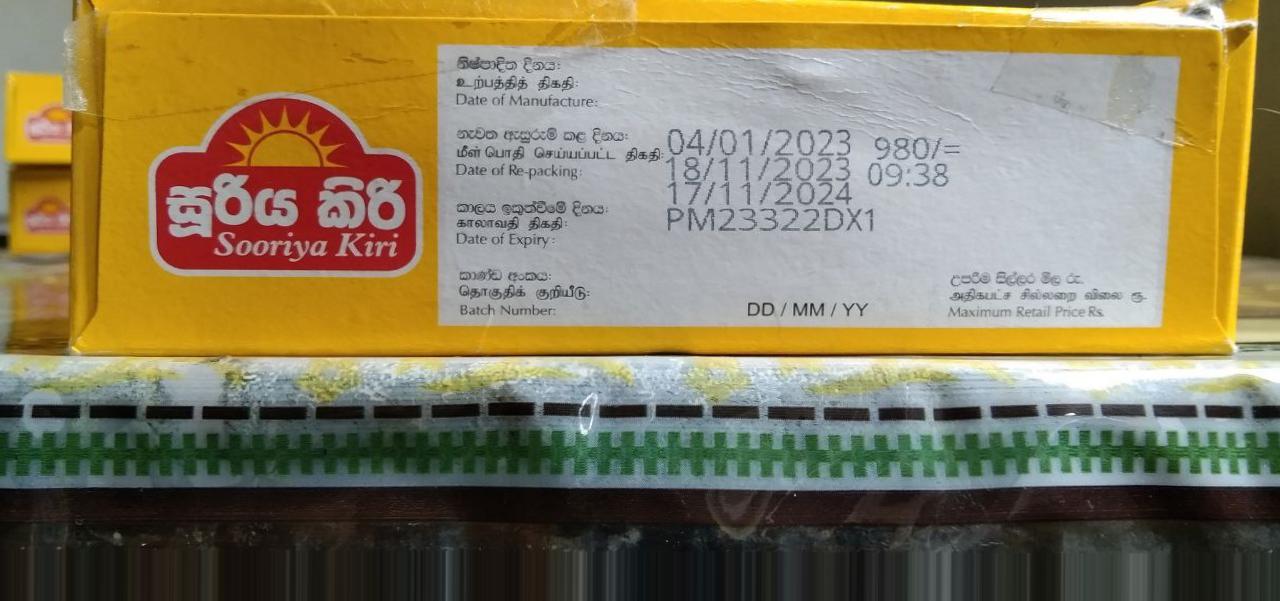 සූරිය කිරි
Sooriya Kiri
නිෂ්පාදිත දිනය:
உற்பத்தித் திகதி:
Date of Manufacture:
නැවත ඇසුරුම් කළ දිනය:
மீள் பொதி செய்யப்பட்ட திகதி:
Date of Re-packing:
කාලය ඉකුත්වීමේ දිනය:
காலாவதி திகதி:
Date of Expiry:
කාණ්ඩ අංකය:
தொகுதிக் குறியீடு:
Batch Number:
04/01/2023 980/=
18/11/2023 09:38
17/11/2024
PM23322DX1
DD / MM / YY
උපරිම සිල්ලර මිල රු.
அதிகபட்ச சில்லறை விலை ரூ.
Maximum Retail Price Rs.